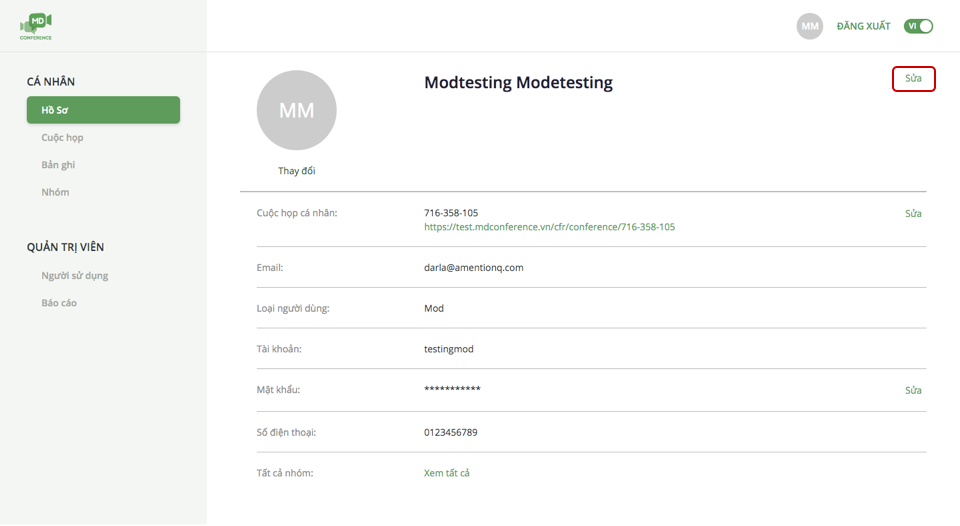 MD
CONFERENCE
MM
ĐĂNG XUẤT
VI
CÁ NHÂN
Hồ Sơ
Cuộc họp
Bản ghi
Nhóm
QUẢN TRỊ VIÊN
Người sử dụng
Báo cáo
MM
Thay đổi
Modtesting Modetesting
Sửa
Cuộc họp cá nhân:
716-358-105
https://test.mdconference.vn/cfr/conference/716-358-105
Sửa
Email:
darla@amentionq.com
Loại người dùng:
Mod
Tài khoản:
testingmod
Mật khẩu:
***********
Sửa
Số điện thoại:
0123456789
Tất cả nhóm:
Xem tất cả